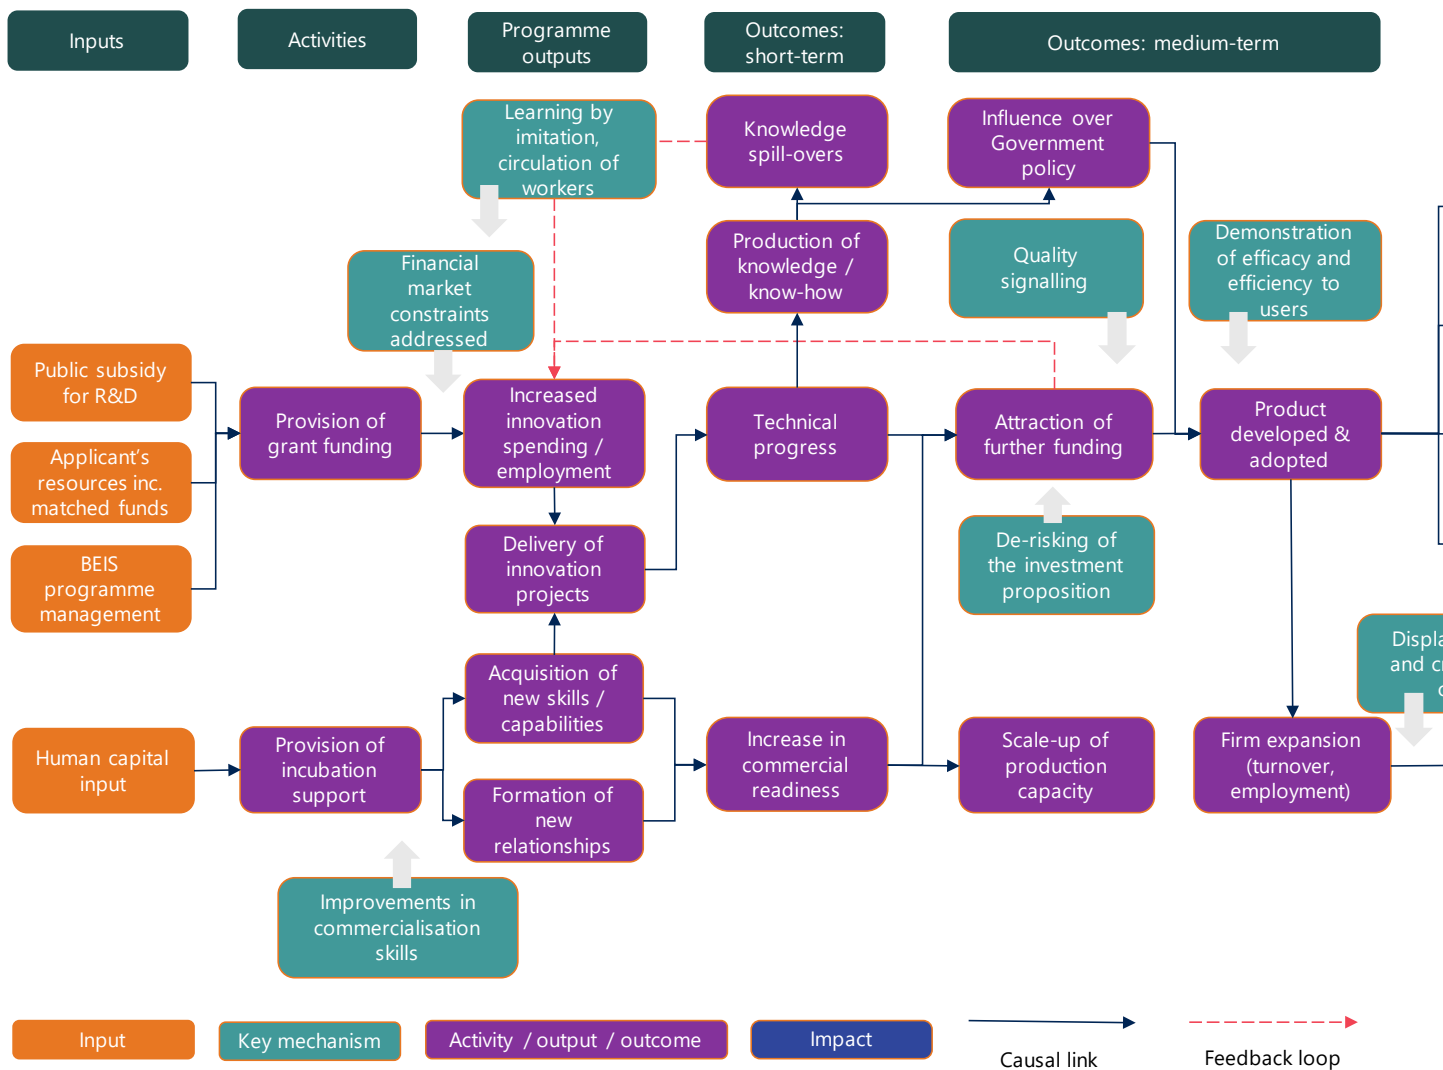 Inputs
Activities
Programme
outputs
Outcomes:
short-term
Outcomes: medium-term
Learning by
imitation,
circulation of
workers
Knowledge
spill-overs
Influence over
Government
policy
Financial
market
constraints
addressed
Production of
knowledge /
know-how
Quality
signalling
Demonstration
of efficacy and
efficiency to
users
Public subsidy
for R&D
Applicant's
resources inc.
matched funds
BEIS
programme
management
Provision of
grant funding
Increased
innovation
spending /
employment
Technical
progress
Attraction of
further funding
Product
developed &
adopted
Delivery of
innovation
projects
De-risking of
the investment
proposition
Human capital
input
Provision of
incubation
support
Acquisition of
new skills /
capabilities
Formation of
new
relationships
Increase in
commercial
readiness
Scale-up of
production
capacity
Firm expansion
(turnover,
employment)
and
Improvements in
commercialisation
skills
Input
Key mechanism
Activity / output / outcome
Impact
Causal link
Feedback loop